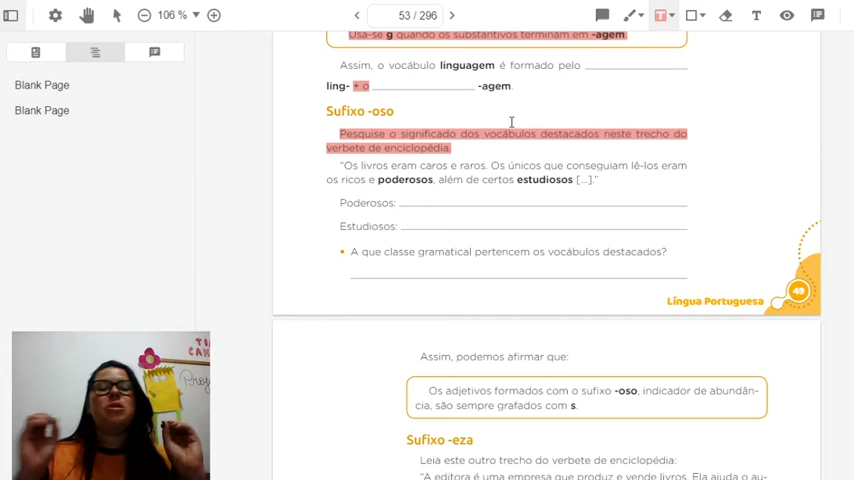 106 %
53 / 296
Blank Page
Blank Page
Usa-se g quando os substantivos terminam em -agem.
Assim, o vocábulo linguagem é formado pelo
ling- + o -agem.
Sufixo -oso
Pesquise o significado dos vocábulos destacados neste trecho do
verbete de enciclopédia.
“Os livros eram caros e raros. Os únicos que conseguiam lê-los eram
os ricos e poderosos, além de certos estudiosos [...].”
Poderosos:
Estudiosos:
• A que classe gramatical pertencem os vocábulos destacados?
49
Língua Portuguesa
Assim, podemos afirmar que:
Os adjetivos formados com o sufixo -oso, indicador de abundân-
cia, são sempre grafados com s.
Sufixo -eza
Leia este outro trecho do verbete de enciclopédia:
“A editora é uma empresa que produz e vende livros. Ela ajuda o au-